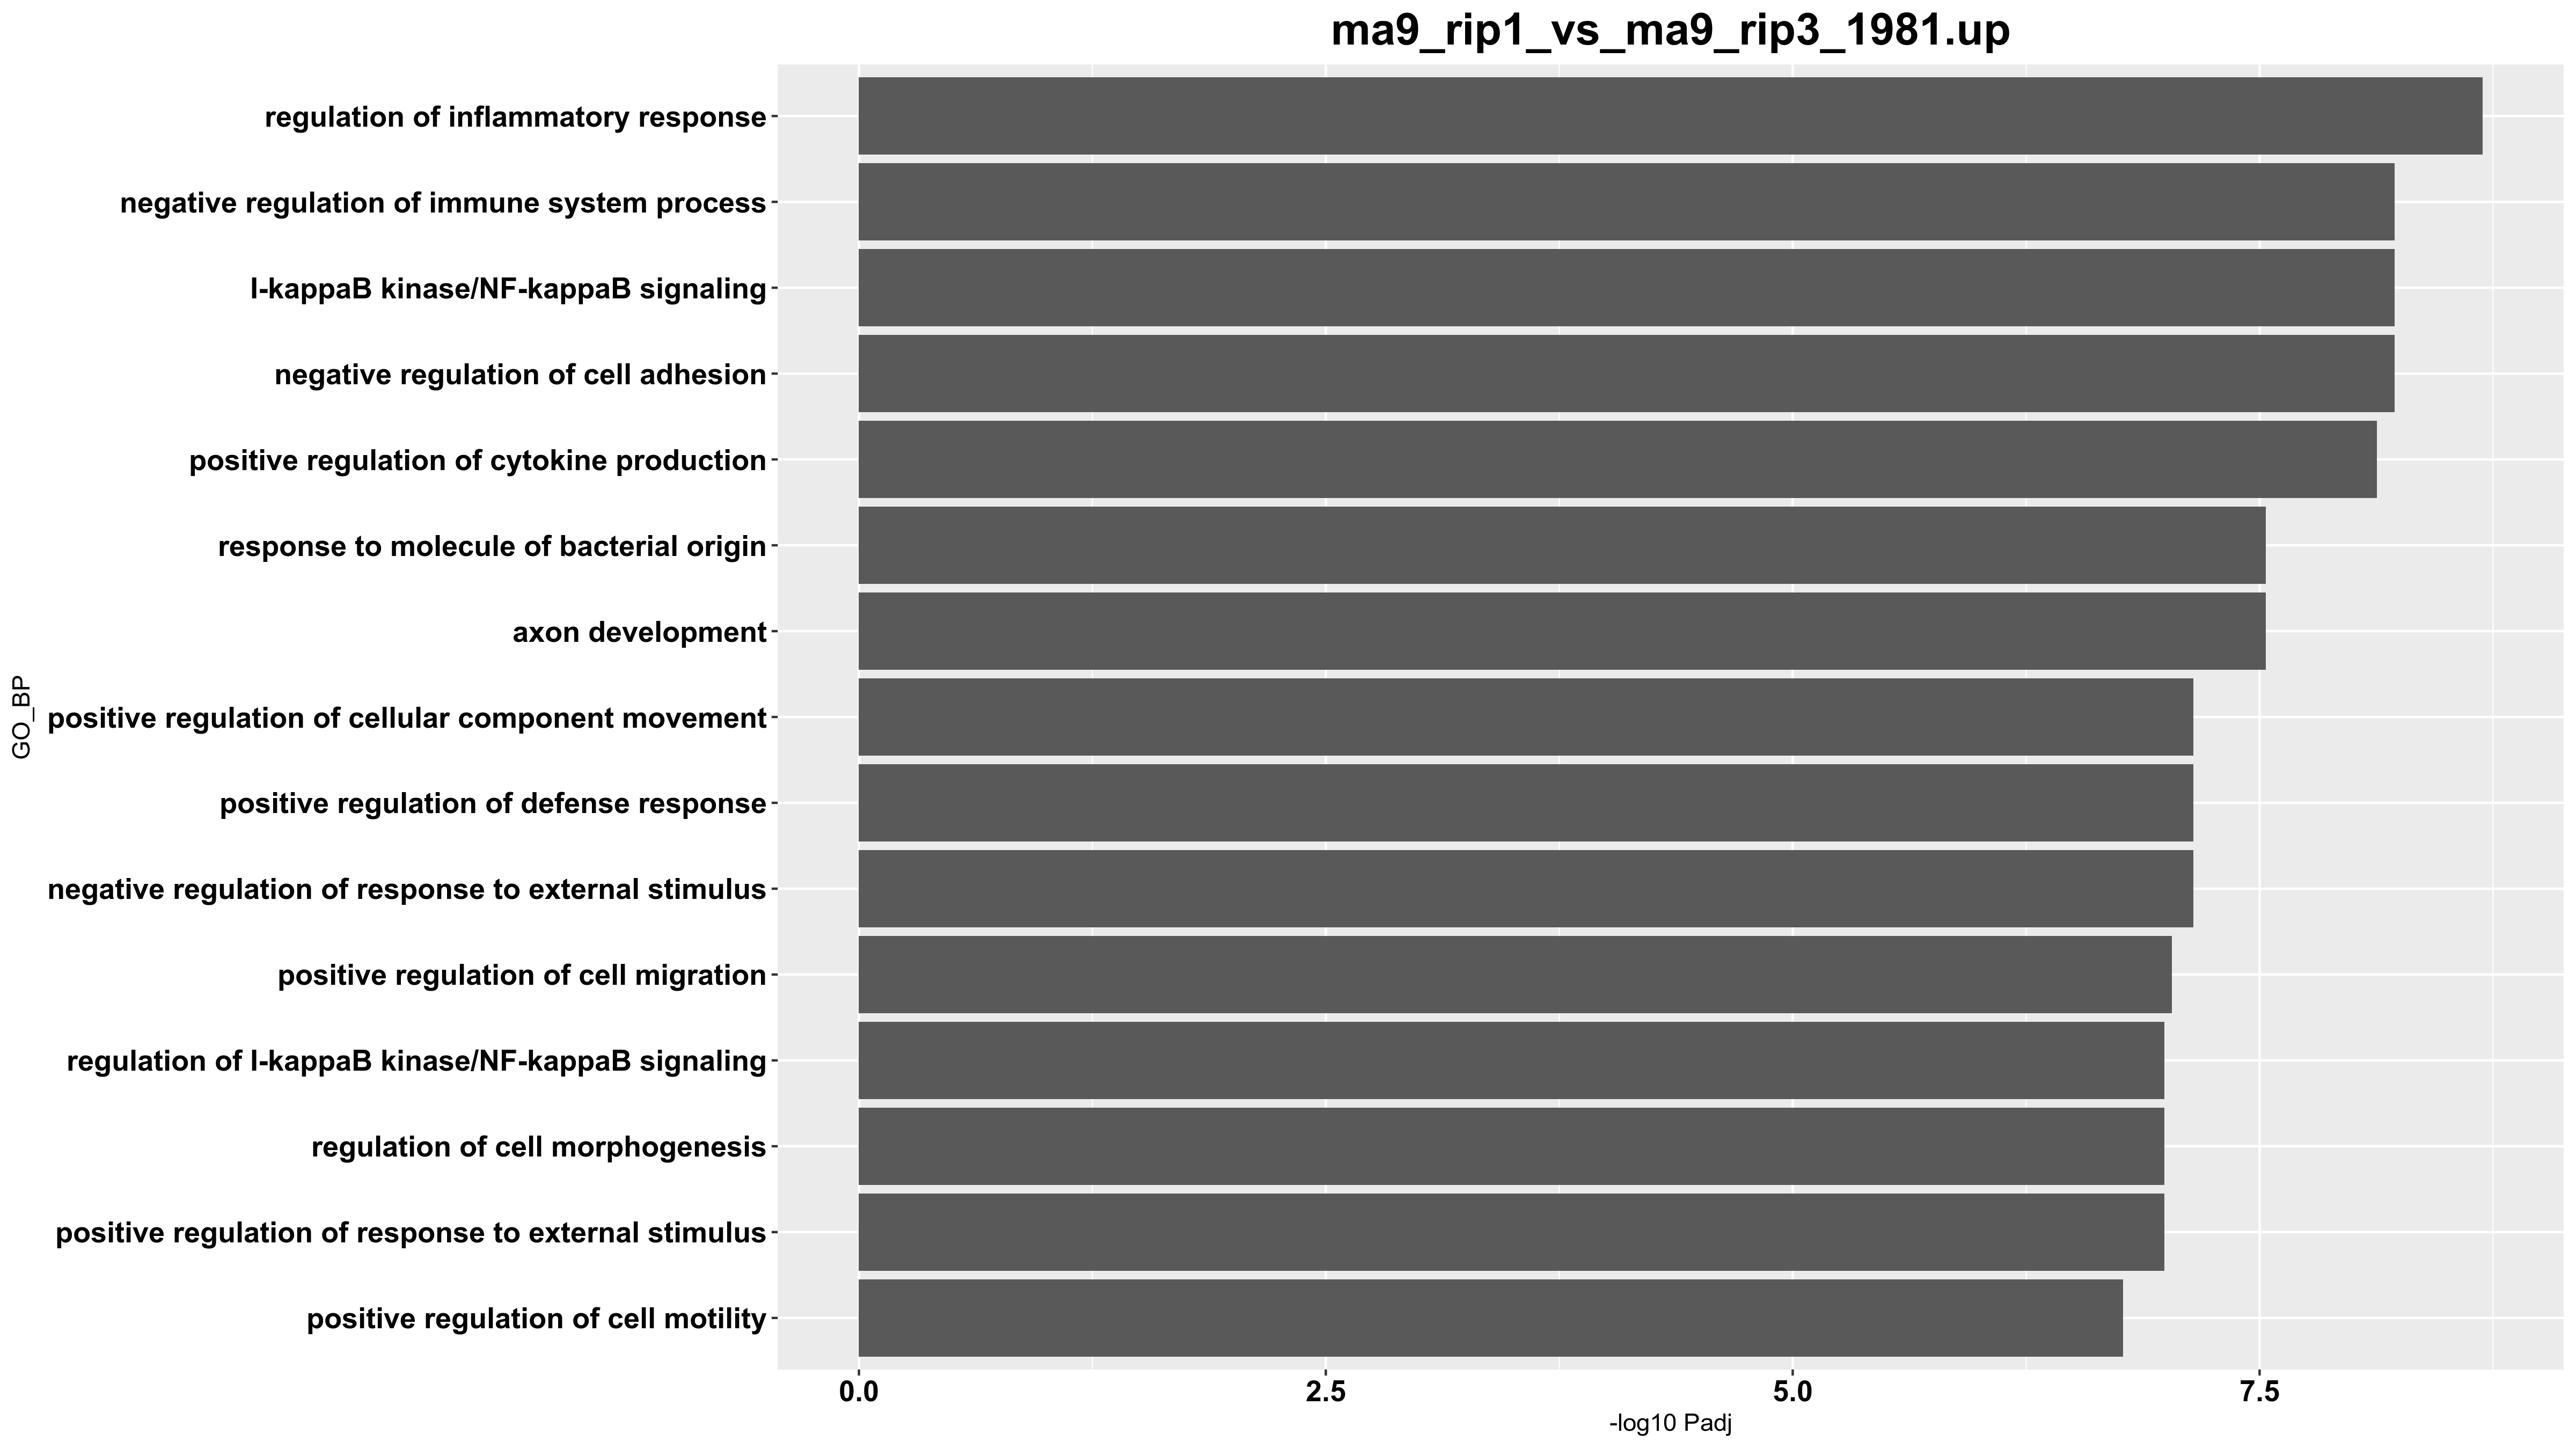 ma9_rip1_vs_ma9_rip3_1981.up
regulation of inflammatory response
negative regulation of immune system process
I-kappaB kinase/NF-kappaB signaling
negative regulation of cell adhesion
positive regulation of cytokine production
response to molecule of bacterial origin
axon development
positive regulation of cellular component movement
positive regulation of defense response
negative regulation of response to external stimulus
positive regulation of cell migration
regulation of I-kappaB kinase/NF-kappaB signaling
regulation of cell morphogenesis
positive regulation of response to external stimulus
positive regulation of cell motility
GO_BP
0.0 2.5 5.0 7.5
-log10 Padj